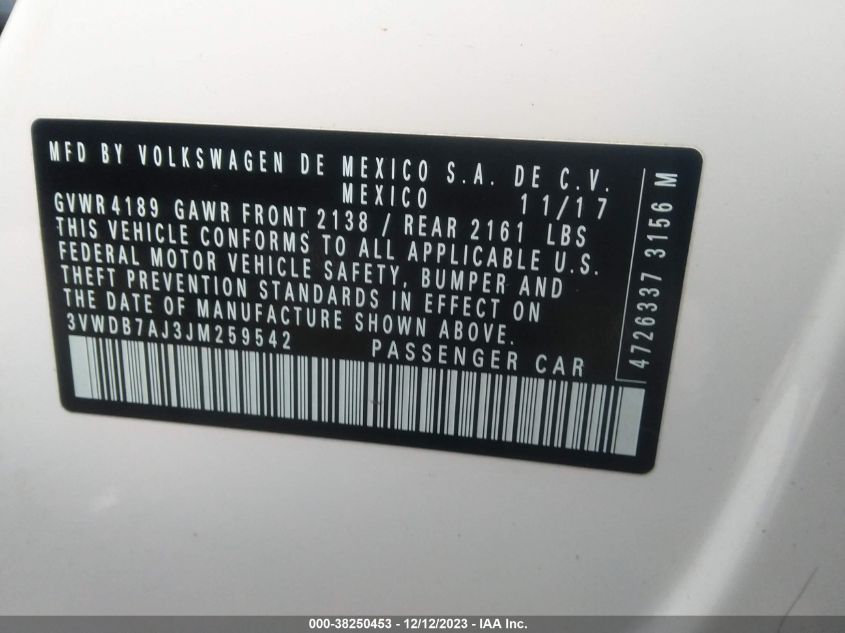 MFD BY VOLKSWAGEN DE MEXICO S.A. DE C.V.
MEXICO 11/17
GVWR 4189 GAWR FRONT 2138 / REAR 2161 LBS
THIS VEHICLE CONFORMS TO ALL APPLICABLE U.S.
FEDERAL MOTOR VEHICLE SAFETY, BUMPER AND
THEFT PREVENTION STANDARDS IN EFFECT ON
THE DATE OF MANUFACTURE SHOWN ABOVE.
3VWDB7AJ3JM259542 PASSENGER CAR
4726337 3156 M
000-38250453 - 12/12/2023 - IAA Inc.